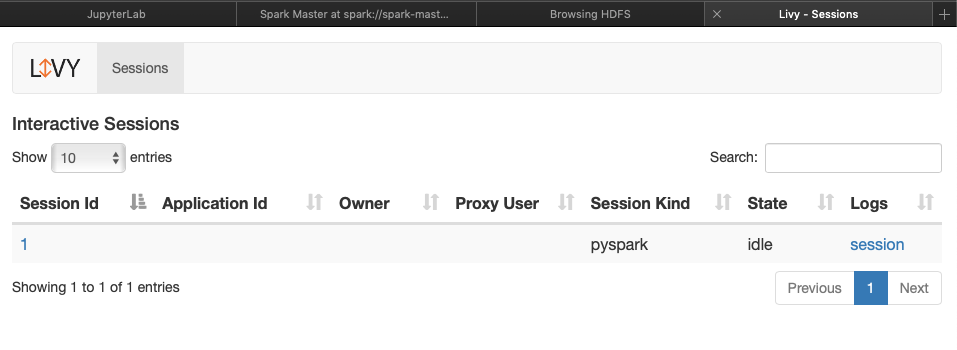 JupyterLab Spark Master at spark://spark-mast... Browsing HDFS Livy - Sessions
LIVY Sessions
Interactive Sessions
Show 10 entries Search:
Session Id Application Id Owner Proxy User Session Kind State Logs
1 pyspark idle session
Showing 1 to 1 of 1 entries Previous 1 Next